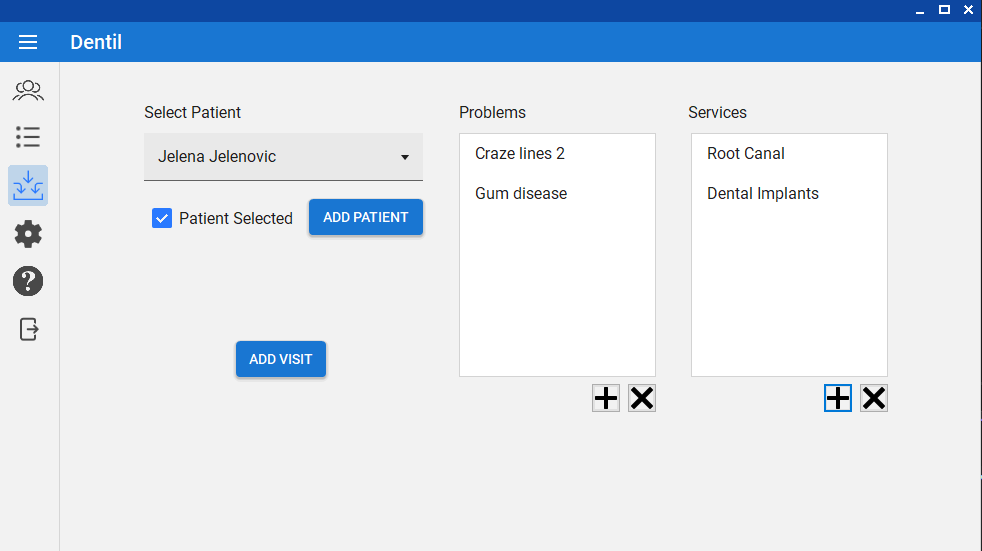 Dentil
Select Patient
Jelena Jelenovic
Patient Selected
ADD PATIENT
ADD VISIT
Problems
Craze lines 2
Gum disease
Services
Root Canal
Dental Implants